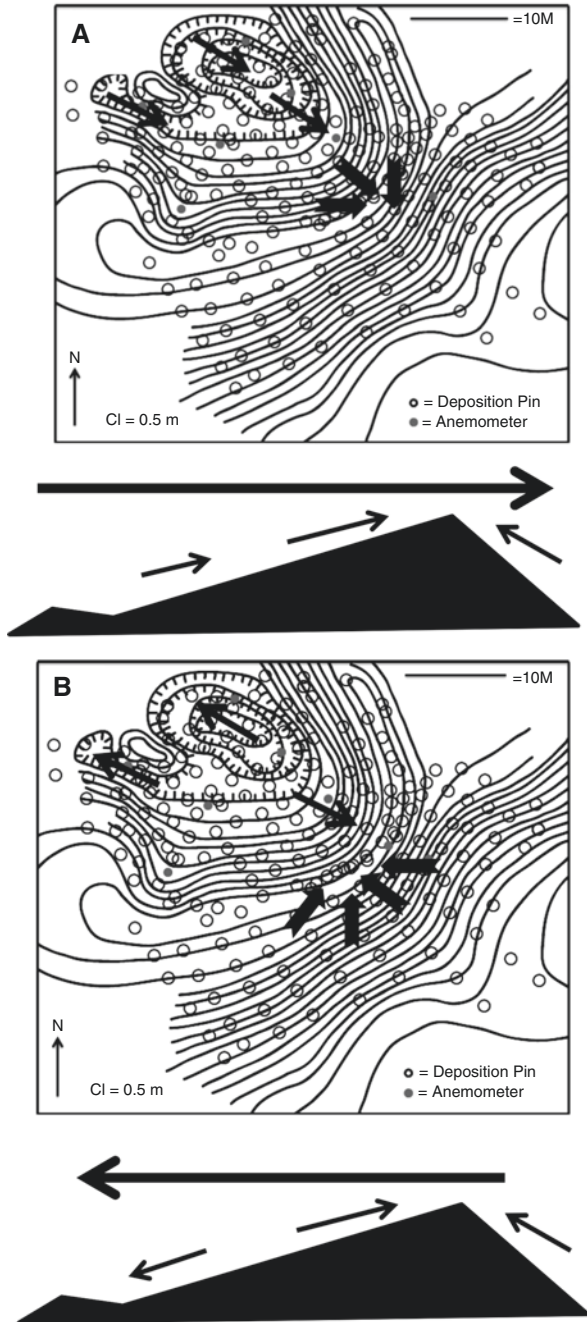 A
=10M
N
Cl = 0.5 m
= Deposition Pin
= Anemometer
B
=10M
N
Cl = 0.5 m
= Deposition Pin
= Anemometer